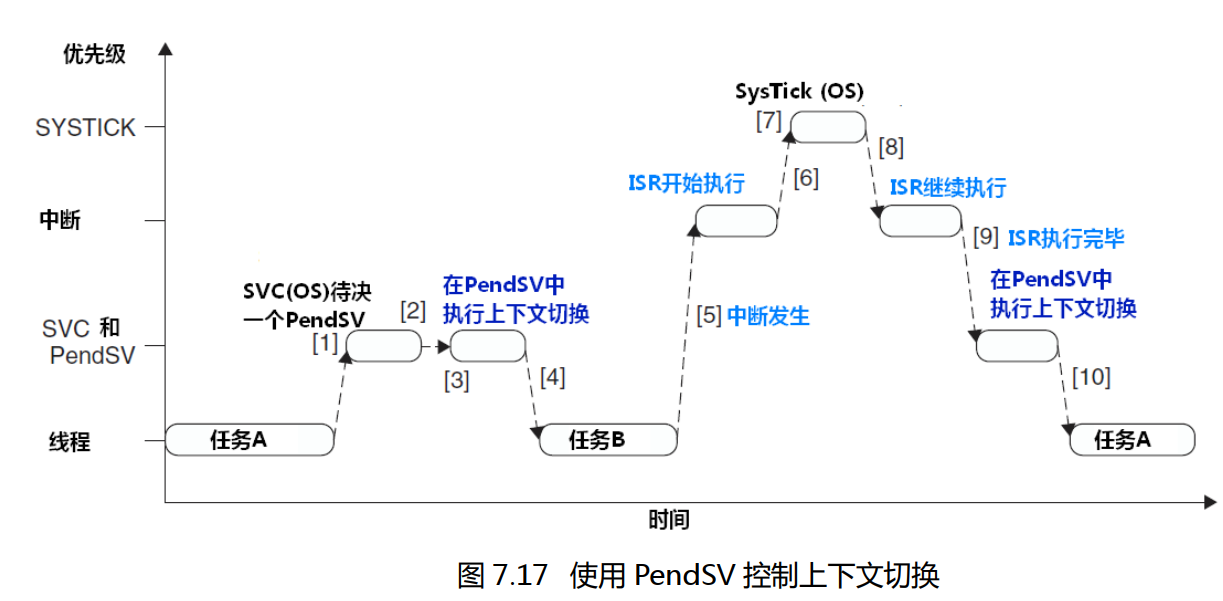 优先级
SysTick (OS)
SYSTICK
[7]
[8]
ISR开始执行
[6]
ISR继续执行
中断
[9] ISR执行完毕
SVC(OS)待决
一个PendSV
[2]
在PendSV中
执行上下文切换
在PendSV中
执行上下文切换
[5] 中断发生
SVC 和
PendSV
[1]
[3]
[4]
[10]
线程
任务A
任务B
任务A
时间
图 7.17 使用 PendSV 控制上下文切换